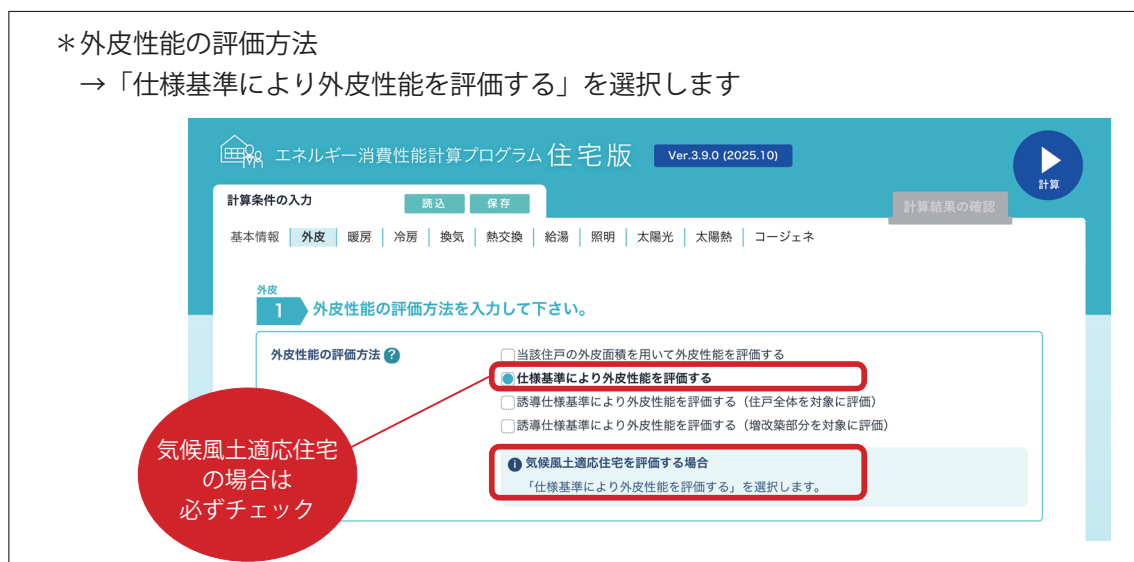 ＊外皮性能の評価方法
→「仕様基準により外皮性能を評価する」を選択します
エネルギー消費性能計算プログラム 住宅版 Ver.3.9.0 (2025.10)
計算
計算条件の入力 読込 保存
計算結果の確認
基本情報 外皮 暖房 冷房 換気 熱交換 給湯 照明 太陽光 太陽熱 コージェネ
外皮
1 外皮性能の評価方法を入力して下さい。
外皮性能の評価方法 ?
当該住戸の外皮面積を用いて外皮性能を評価する
仕様基準により外皮性能を評価する
誘導仕様基準により外皮性能を評価する（住戸全体を対象に評価）
誘導仕様基準により外皮性能を評価する（増改築部分を対象に評価）
気候風土適応住宅を評価する場合
「仕様基準により外皮性能を評価する」を選択します。
気候風土適応住宅
の場合は
必ずチェック